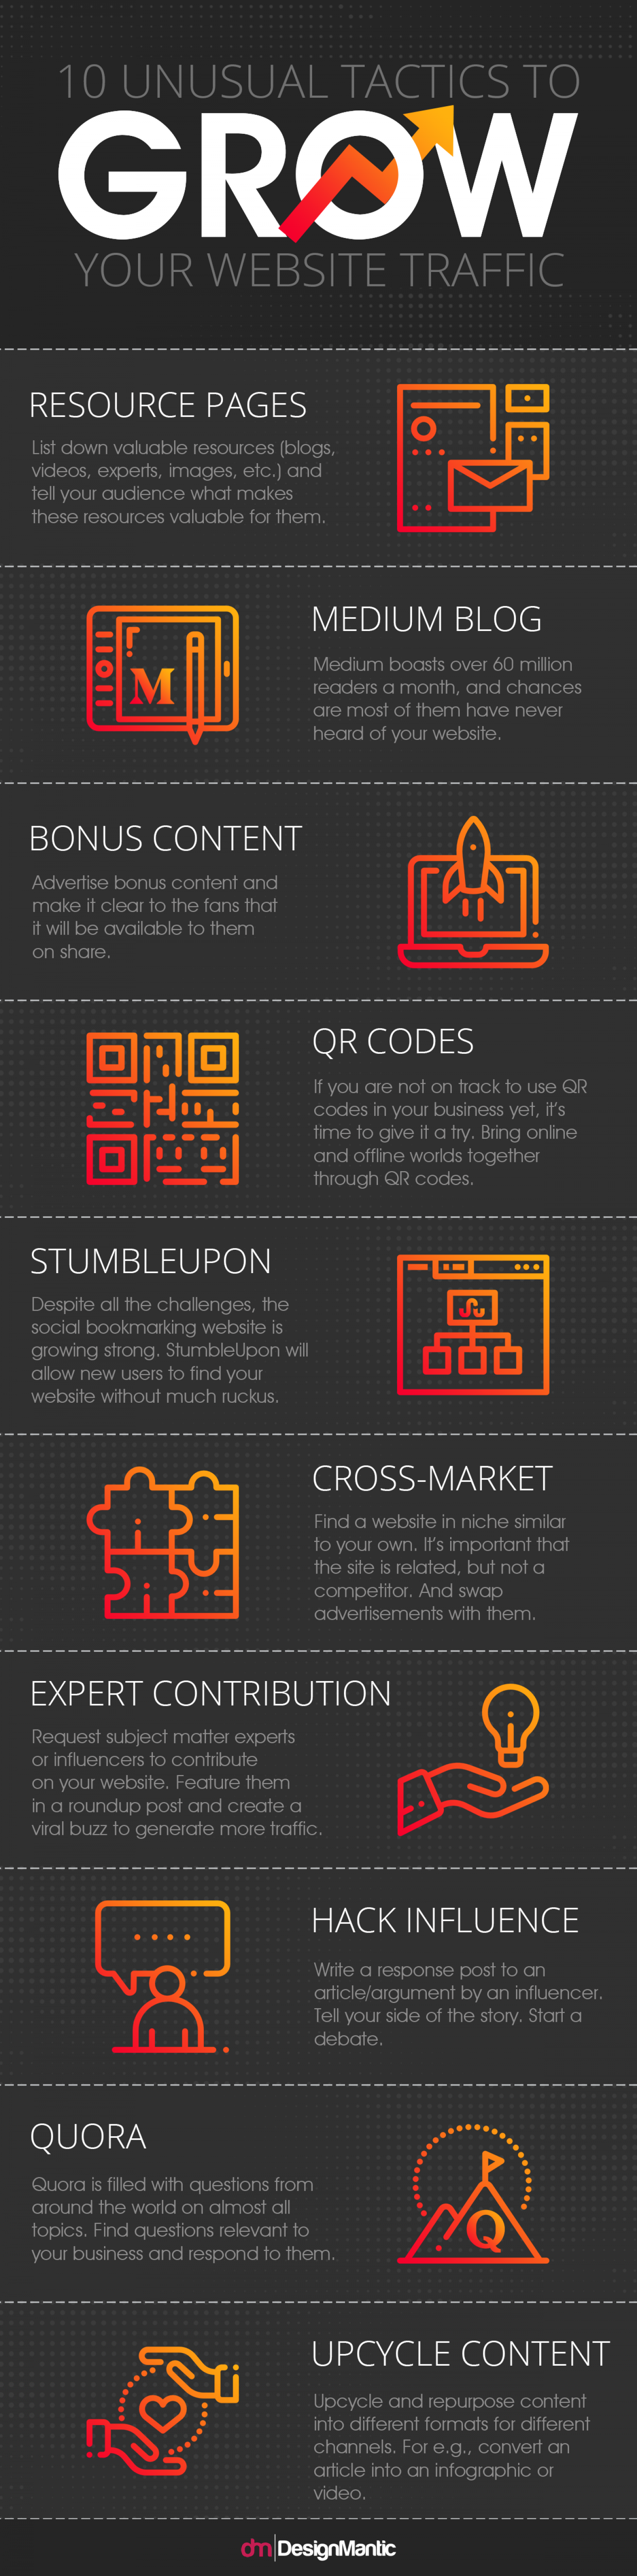 10 UNUSUAL TACTICS TO
GROW
YOUR WEBSITE TRAFFIC
RESOURCE PAGES
List down valuable resources (blogs,
videos, experts, images, etc.) and
tell your audience what makes
these resources valuable for them.
M
MEDIUM BLOG
Medium boasts over 60 million
readers a month, and chances
are most of them have never
heard of your website.
BONUS CONTENT
Advertise bonus content and
make it clear to the fans that
it will be available to them
on share.
QR CODES
If you are not on track to use QR
codes in your business yet, it's
time to give it a try. Bring online
and offline worlds together
through QR codes.
STUMBLEUPON
Despite all the challenges, the
social bookmarking website is
growing strong. StumbleUpon will
allow new users to find your
website without much ruckus.
su
CROSS-MARKET
Find a website in niche similar
to your own. It's important that
the site is related, but not a
competitor. And swap
advertisements with them.
EXPERT CONTRIBUTION
Request subject matter experts
or influencers to contribute
on your website. Feature them
in a roundup post and create a
viral buzz to generate more traffic.
HACK INFLUENCE
Write a response post to an
article/argument by an influencer.
Tell your side of the story. Start a
debate.
QUORA
Quora is filled with questions from
around the world on almost all
topics. Find questions relevant to
your business and respond to them.
Q
UPCYCLE CONTENT
Upcycle and repurpose content
into different formats for different
channels. For e.g., convert an
article into an infographic or
video.
dm DesignMantic